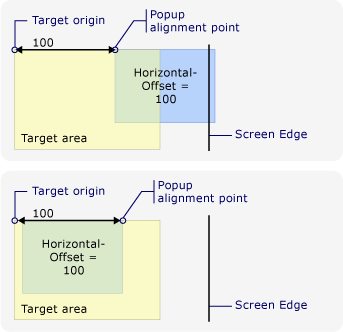 Target origin
Popup
alignment point
100
Horizontal-
Offset =
100
Target area
Screen Edge
Target origin
Popup
alignment point
100
Horizontal-
Offset =
100
Target area
Screen Edge